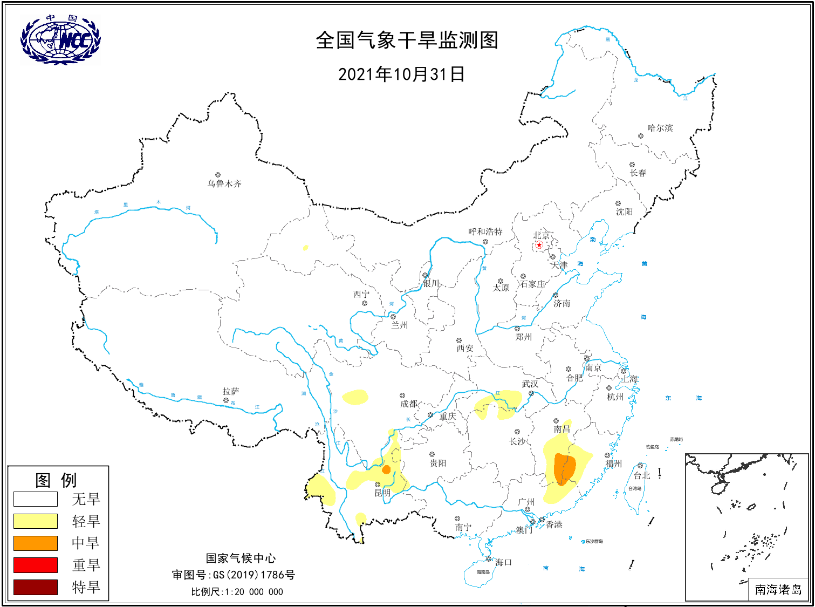 中国
NCC
全国气象干旱监测图
2021年10月31日
哈尔滨
长春
乌鲁木齐
沈阳
呼和浩特
北京
天津
银川
太原
石家庄
西宁
济南
兰州
郑州
西安
南京
合肥
上海
拉萨
成都
武汉
杭州
重庆
南昌
长沙
贵阳
福州
昆明
台北
广州
南宁
澳门
香港
海口
图 例
无旱
轻旱
中旱
重旱
特旱
国家气候中心
审图号:GS(2019)1786号
比例尺:1:20 000 000
南海诸岛